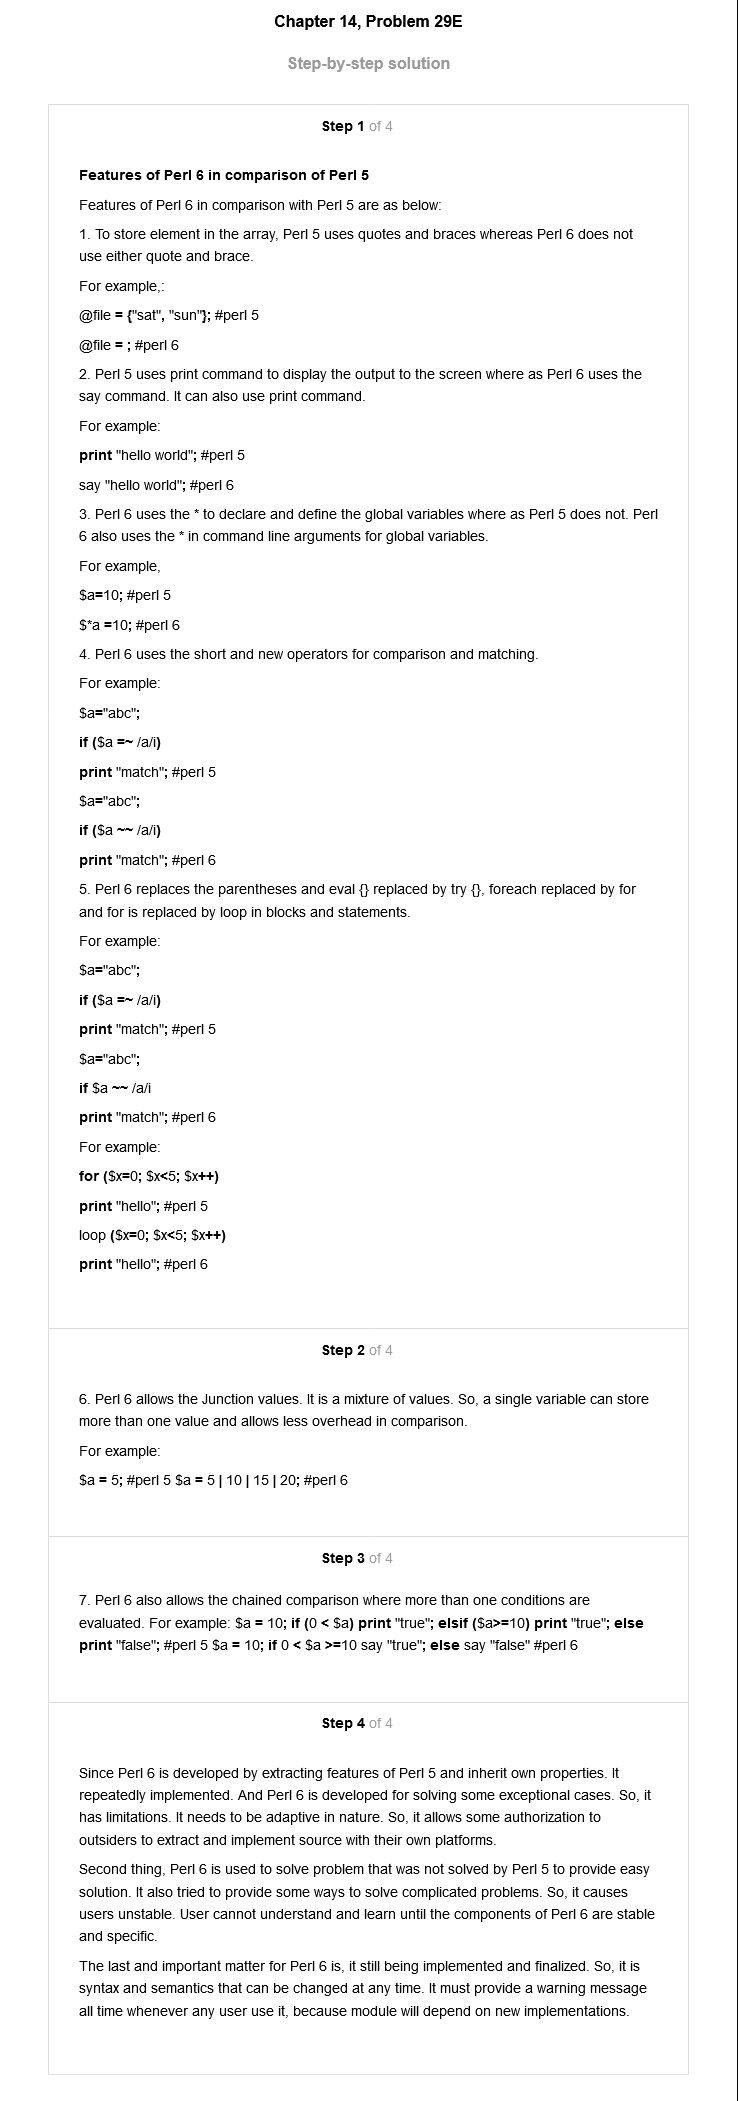 Chapter 14, Problem 29E
Step-by-step solution
Step 1 of 4
Features of Perl 6 in comparison of Perl 5
Features of Perl 6 in comparison with Perl 5 are as below:
1. To store element in the array, Perl 5 uses quotes and braces whereas Perl 6 does not
use either quote and brace.
For example,:
@file = {"sat", "sun"}; #perl 5
@file = ; #perl 6
2. Perl 5 uses print command to display the output to the screen where as Perl 6 uses the
say command. It can also use print command.
For example:
print "hello world"; #perl 5
say "hello world"; #perl 6
3. Perl 6 uses the * to declare and define the global variables where as Perl 5 does not. Perl
6 also uses the * in command line arguments for global variables.
For example,
$a=10; #perl 5
$*a =10; #perl 6
4. Perl 6 uses the short and new operators for comparison and matching.
For example:
$a="abc";
if ($a =~ /a/i)
print "match"; #perl 5
$a="abc";
if ($a ~~ /a/i)
print "match"; #perl 6
5. Perl 6 replaces the parentheses and eval {} replaced by try {}, foreach replaced by for
and for is replaced by loop in blocks and statements.
For example:
$a="abc";
if ($a =~ /a/i)
print "match"; #perl 5
$a="abc";
if $a ~~ /a/i
print "match"; #perl 6
For example:
for ($x=0; $x<5; $x++)
print "hello"; #perl 5
loop ($x=0; $x<5; $x++)
print "hello"; #perl 6
Step 2 of 4
6. Perl 6 allows the Junction values. It is a mixture of values. So, a single variable can store
more than one value and allows less overhead in comparison.
For example:
$a = 5; #perl 5 $a = 5 | 10 | 15 | 20; #perl 6
Step 3 of 4
7. Perl 6 also allows the chained comparison where more than one conditions are
evaluated. For example: $a = 10; if (0 < $a) print "true"; elsif ($a>=10) print "true"; else
print "false"; #perl 5 $a = 10; if 0 < $a >=10 say "true"; else say "false" #perl 6
Step 4 of 4
Since Perl 6 is developed by extracting features of Perl 5 and inherit own properties. It
repeatedly implemented. And Perl 6 is developed for solving some exceptional cases. So, it
has limitations. It needs to be adaptive in nature. So, it allows some authorization to
outsiders to extract and implement source with their own platforms.
Second thing, Perl 6 is used to solve problem that was not solved by Perl 5 to provide easy
solution. It also tried to provide some ways to solve complicated problems. So, it causes
users unstable. User cannot understand and learn until the components of Perl 6 are stable
and specific.
The last and important matter for Perl 6 is, it still being implemented and finalized. So, it is
syntax and semantics that can be changed at any time. It must provide a warning message
all time whenever any user use it, because module will depend on new implementations.